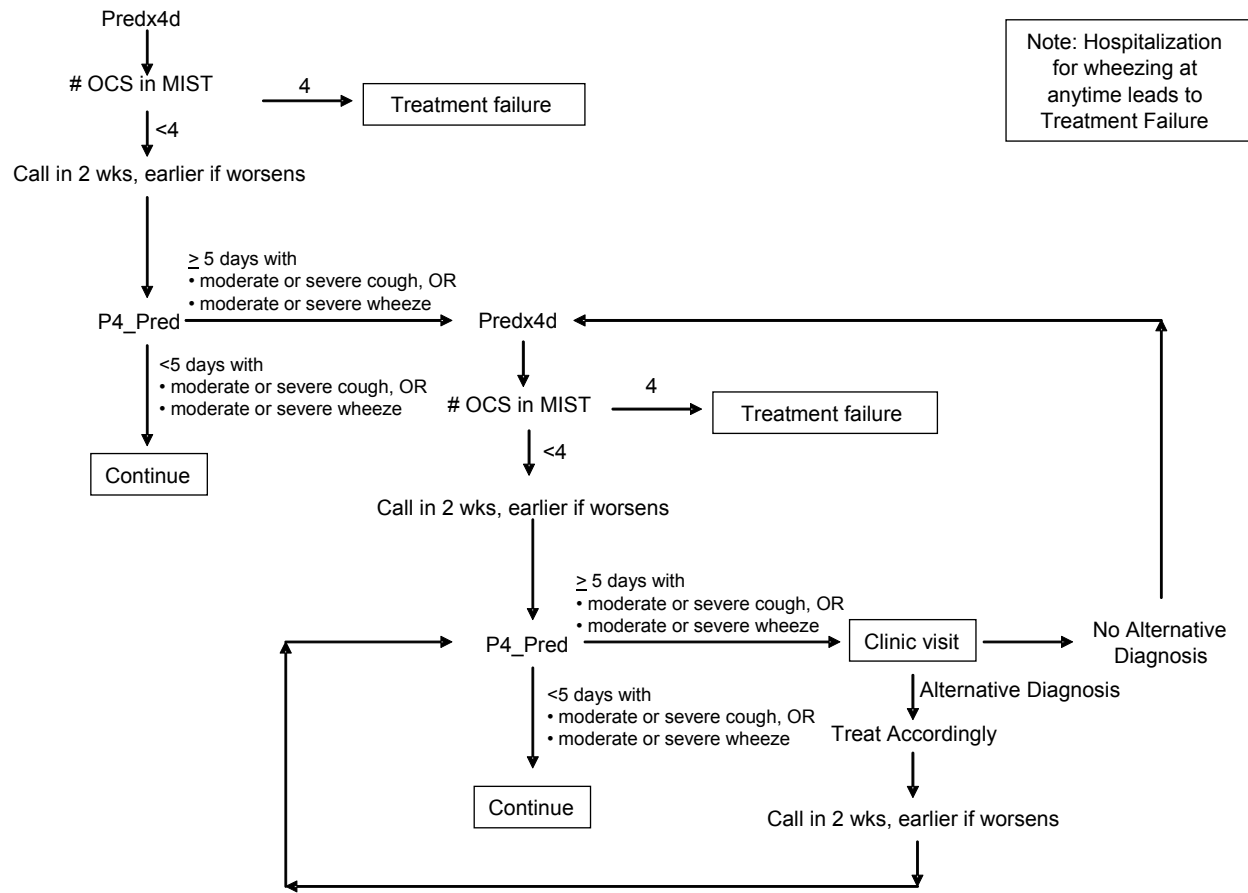 Predx4d
# OCS in MIST
4
Treatment failure
Note: Hospitalization
for wheezing at
anytime leads to
Treatment Failure
<4
Call in 2 wks, earlier if worsens
≥ 5 days with
• moderate or severe cough, OR
• moderate or severe wheeze
P4_Pred
Predx4d
<5 days with
• moderate or severe cough, OR
• moderate or severe wheeze
# OCS in MIST
4
Treatment failure
<4
Continue
Call in 2 wks, earlier if worsens
≥ 5 days with
• moderate or severe cough, OR
• moderate or severe wheeze
P4_Pred
Clinic visit
No Alternative
Diagnosis
<5 days with
• moderate or severe cough, OR
• moderate or severe wheeze
Alternative Diagnosis
Treat Accordingly
Continue
Call in 2 wks, earlier if worsens